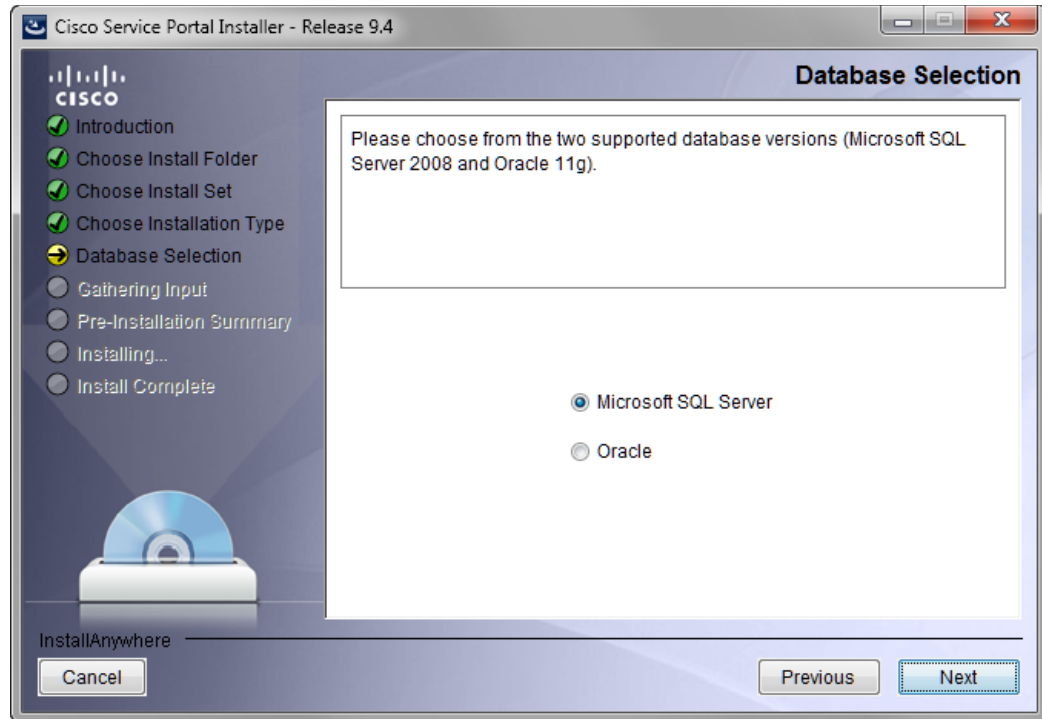 Cisco Service Portal Installer - Release 9.4
CISCO
Database Selection
Introduction
Choose Install Folder
Choose Install Set
Choose Installation Type
Database Selection
Gathering Input
Pre-Installation Summary
Installing...
Install Complete
Please choose from the two supported database versions (Microsoft SQL
Server 2008 and Oracle 11g).
Microsoft SQL Server
Oracle
InstallAnywhere
Cancel
Previous
Next